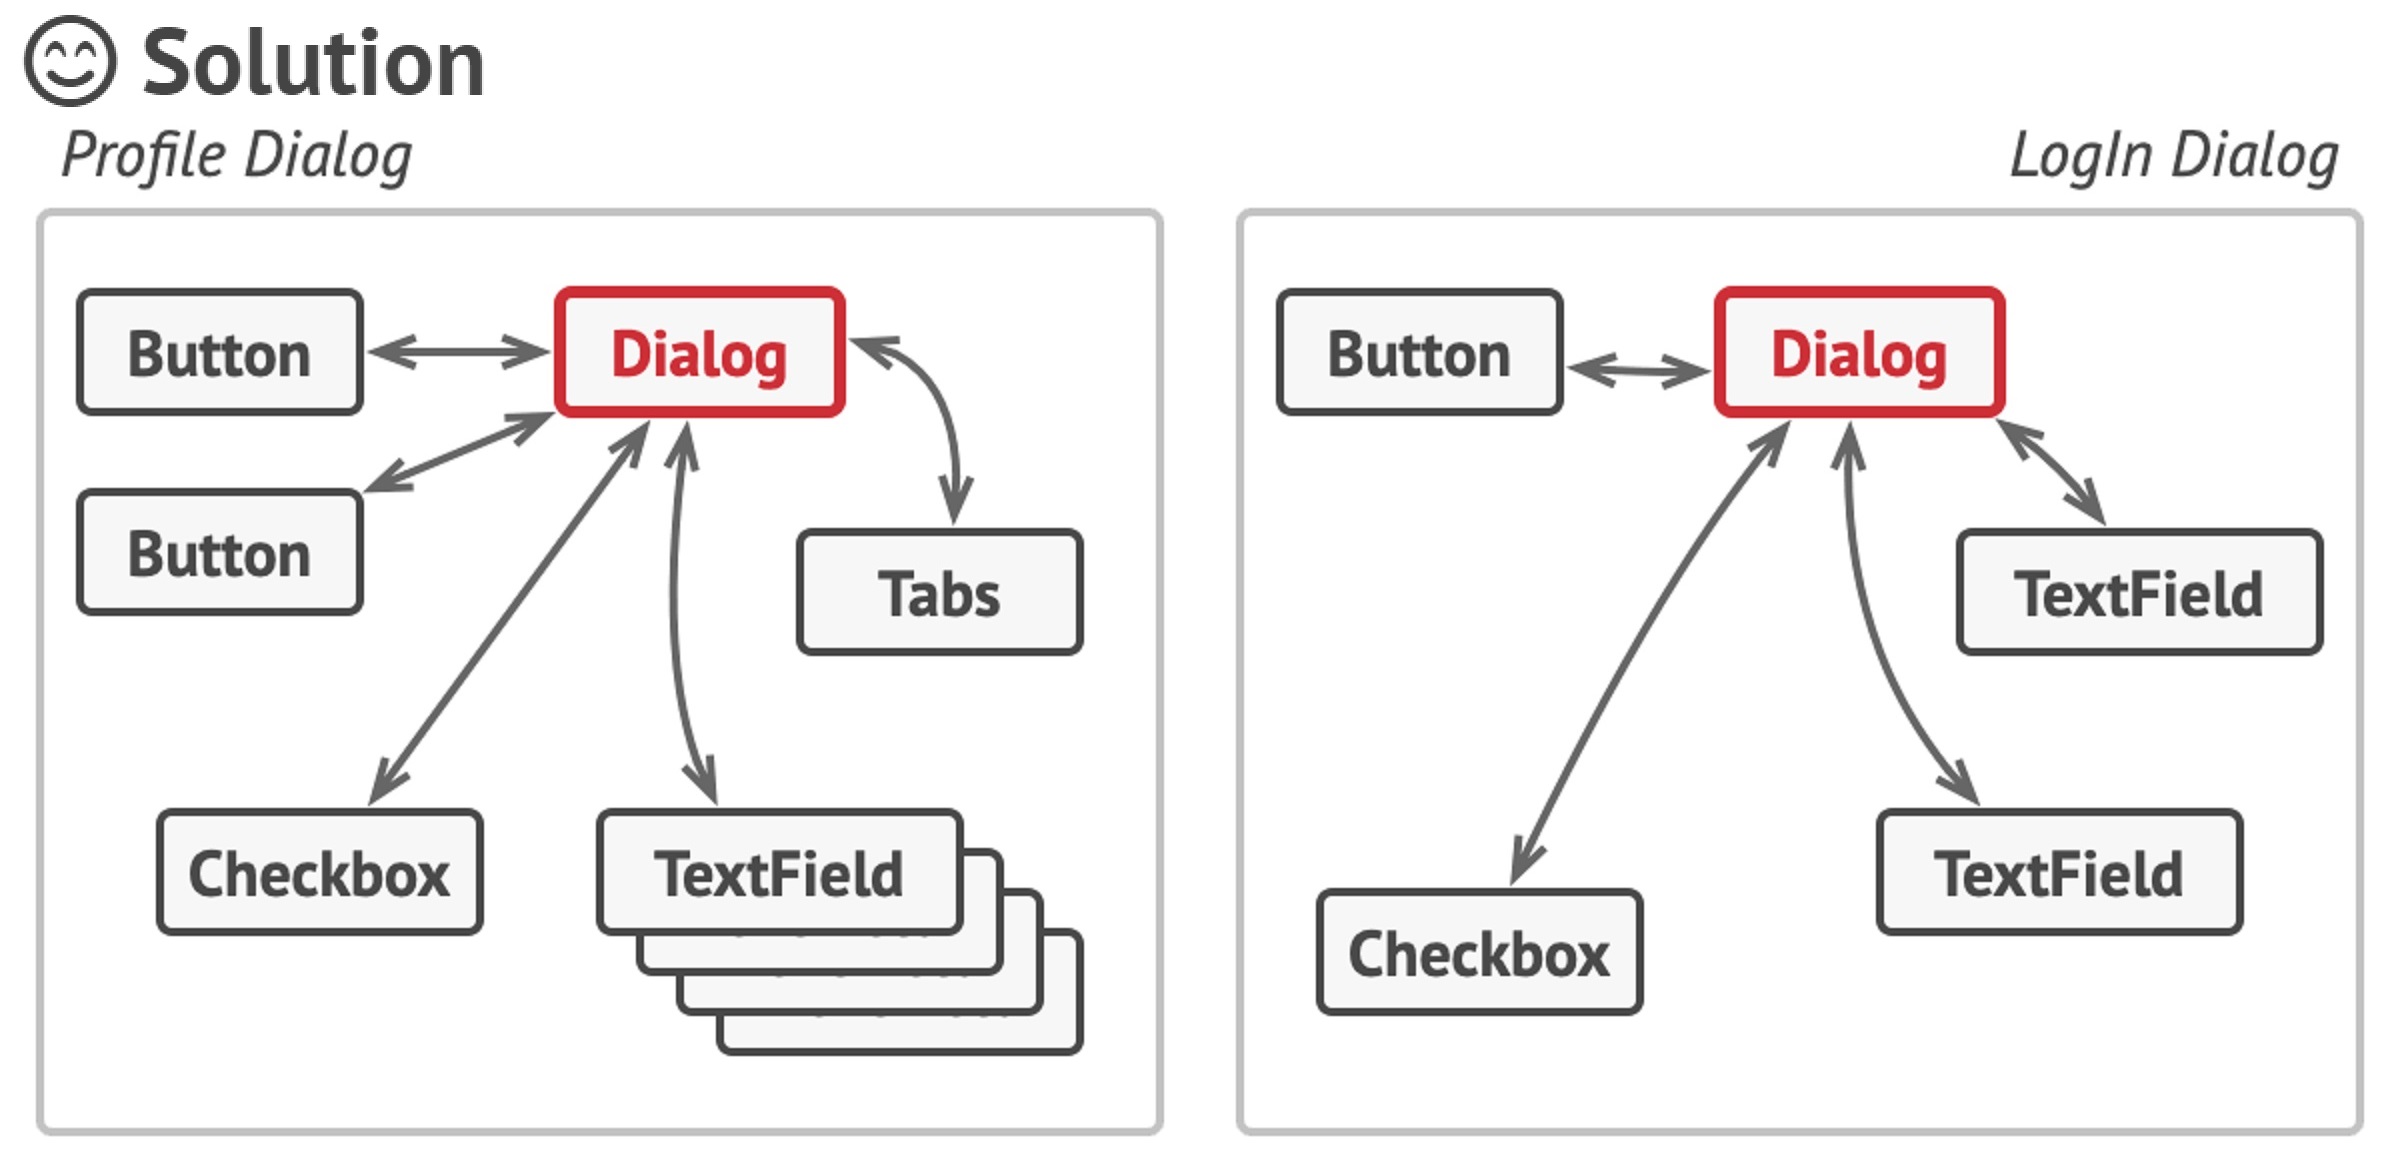 Solution
Profile Dialog
LogIn Dialog
Button
Dialog
Button
Tabs
Checkbox
TextField
Button
Dialog
TextField
TextField
Checkbox